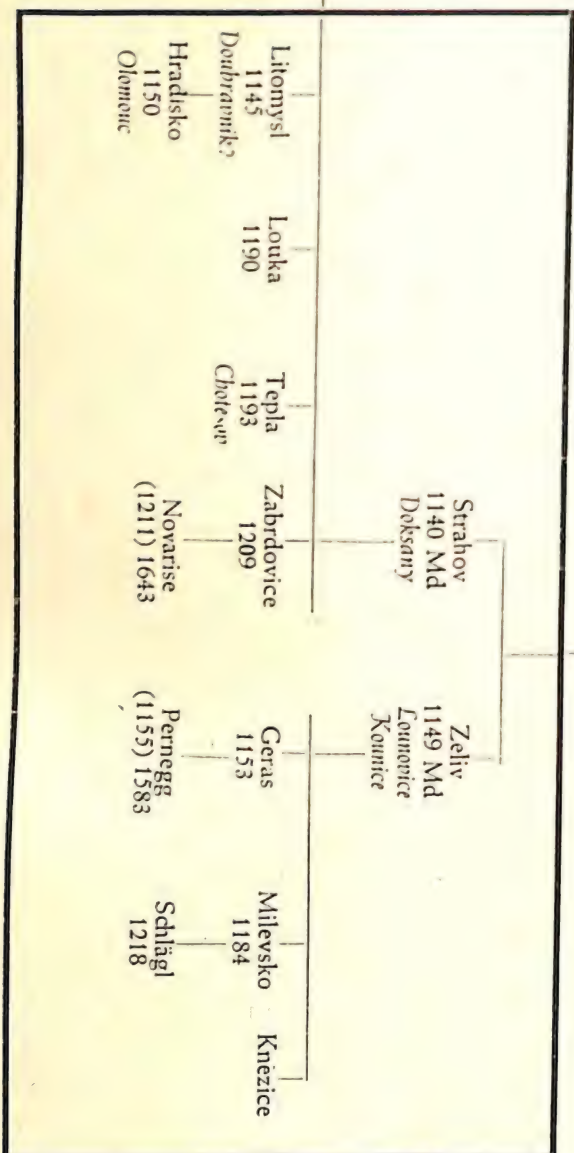 Strahov
1140 Md
Doksany
Zeliv
1149 Md
Lounovice
Kounice
Litomysl
1145
Doubravnik?
Hradisko
1150
Olomouc
Louka
1190
Tepla
1193
Zabrdovice
1209
Novarise
(1211) 1643
Geras
1153
Pernegg
(1155) 1583
Milevsko
1184
Schlägl
1218
Knèzice